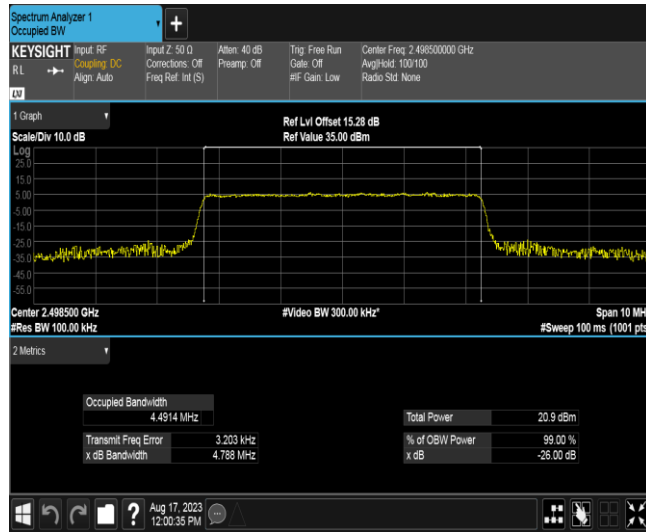 Spectrum Analyzer 1
Occupied BW
KEYSIGHT
RL
LXI
Input: RF
Coupling: DC
Align: Auto
Input Z: 50 Ω
Corrections: Off
Freq Ref: Int (S)
Atten: 40 dB
Preamp: Off
Trig: Free Run
Gate: Off
#IF Gain: Low
Center Freq: 2.498500000 GHz
Avg|Hold: 100/100
Radio Std: None
1 Graph
Scale/Div 10.0 dB
Ref Lvl Offset 15.28 dB
Ref Value 35.00 dBm
Log
25.0
15.0
5.00
-5.00
-15.0
-25.0
-35.0
-45.0
-55.0
Center 2.498500 GHz
#Res BW 100.00 kHz
#Video BW 300.00 kHz*
Span 10 MH
#Sweep 100 ms (1001 pts
2 Metrics
Occupied Bandwidth
4.4914 MHz
Transmit Freq Error 3.203 kHz
x dB Bandwidth 4.788 MHz
Total Power 20.9 dBm
% of OBW Power 99.00 %
x dB -26.00 dB
?
Aug 17, 2023
12:00:35 PM